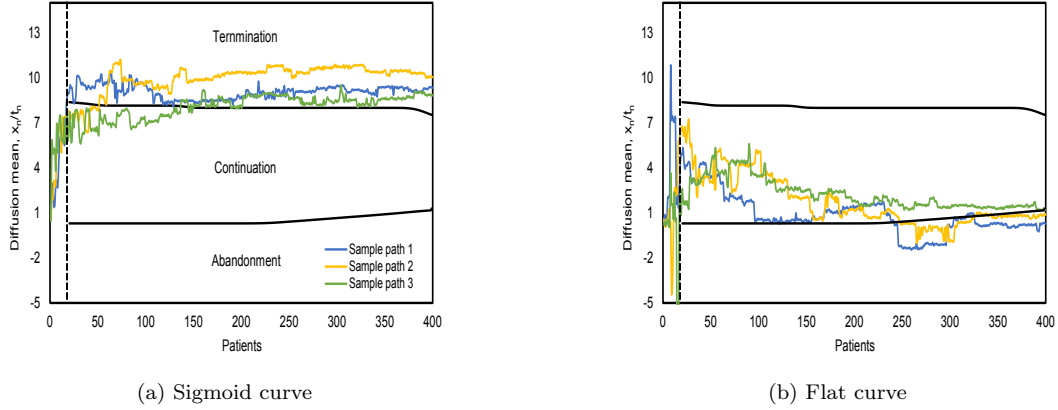 Diffusion mean, xn/tn
13
10
7
4
1
-2
-5
Ternmination
Continuation
Abandonment
Sample path 1
Sample path 2
Sample path 3
0 50 100 150 200 250 300 350 400
Patients
(a) Sigmoid curve
Diffusion mean, xn/tn
13
10
7
4
1
-2
-5
0 50 100 150 200 250 300 350 400
Patients
(b) Flat curve